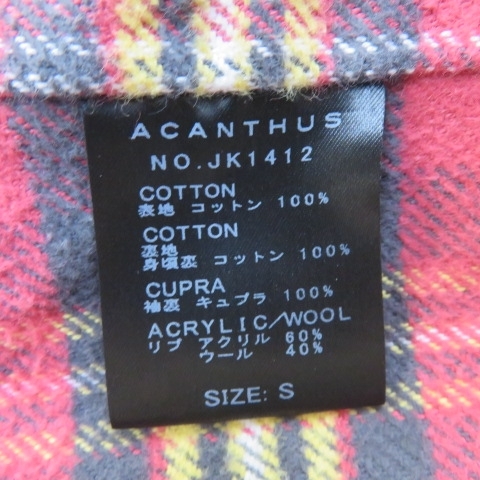 ACANTHUS
NO.JK1412
COTTON
表地 コットン 100%
COTTON
裏地
身頃裏 コットン 100%
CUPRA
袖裏 キュプラ 100%
ACRYLIC/WOOL
リブ アクリル 60%
ウール 40%
SIZE: S